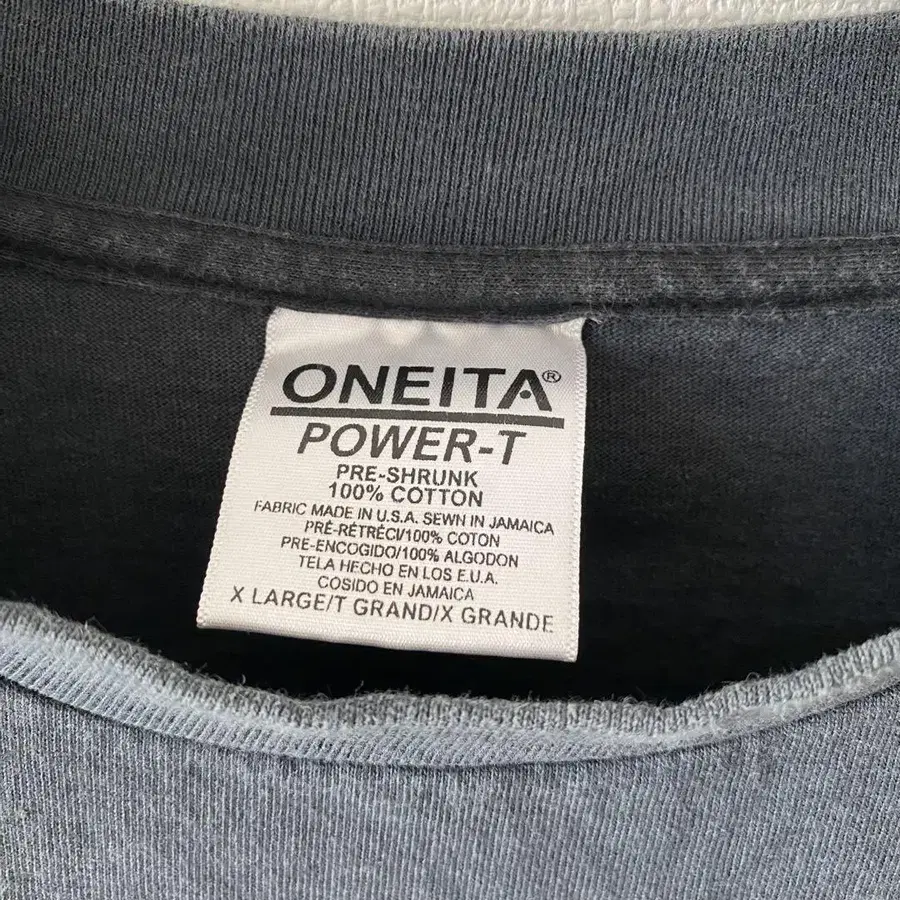 ONEITA®
POWER-T
PRE-SHRUNK
100% COTTON
FABRIC MADE IN U.S.A. SEWN IN JAMAICA
PRÉ-RÉTRÉCI/100% COTON
PRE-ENCOGIDO/100% ALGODON
TELA HECHO EN LOS E.U.A.
COSIDO EN JAMAICA
X LARGE/T GRAND/X GRANDE